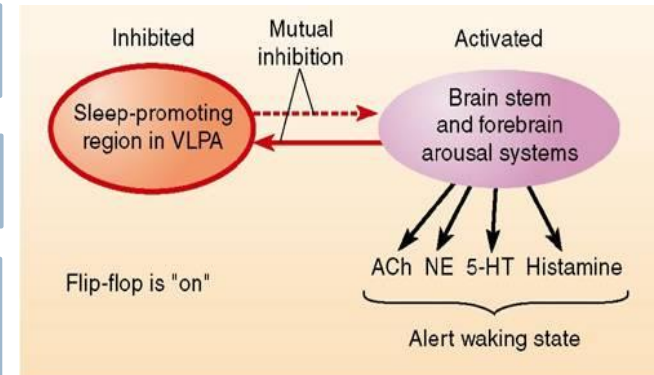 Inhibited
Mutual
inhibition
Activated
Sleep-promoting
region in VLPA
Brain stem
and forebrain
arousal systems
ACh NE 5-HT Histamine
Flip-flop is "on"
Alert waking state